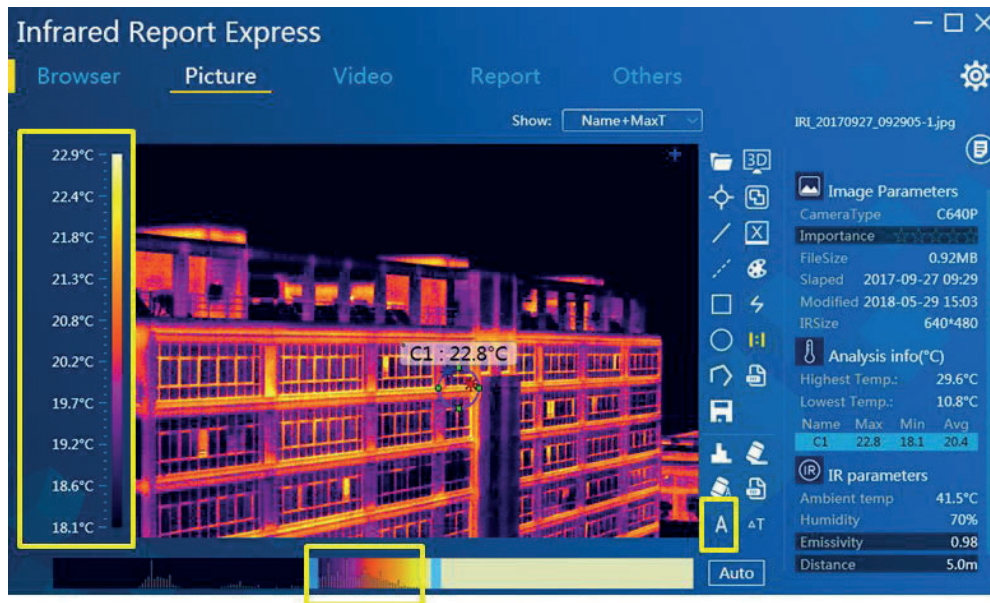 Infrared Report Express
Browser Picture Video Report Others
Show: Name+MaxT
IRI_20170927_092905-1.jpg
22.9°C
22.4°C
21.8°C
21.3°C
20.8°C
20.2°C
19.7°C
19.2°C
18.6°C
18.1°C
C1 : 22.8°C
3D
X
A
ΔT
Auto
Image Parameters
CameraType C640P
Importance
FileSize 0.92MB
Slaped 2017-09-27 09:29
Modified 2018-05-29 15:03
IRSize 640*480
Analysis info(°C)
Highest Temp.: 29.6°C
Lowest Temp.: 10.8°C
Name Max Min Avg
C1 22.8 18.1 20.4
IR IR parameters
Ambient temp 41.5°C
Humidity 70%
Emissivity 0.98
Distance 5.0m